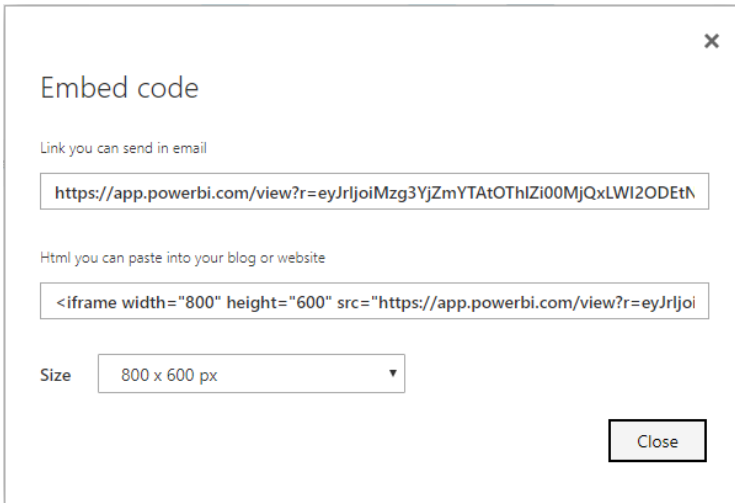 Embed code
Link you can send in email
https://app.powerbi.com/view?r=eyJrIjoiMzg3YjZmYTAtOThlZi00MjQxLWI2ODEtN
Html you can paste into your blog or website
<iframe width="800" height="600" src="https://app.powerbi.com/view?r=eyJrIjoi
Size 800 x 600 px
Close